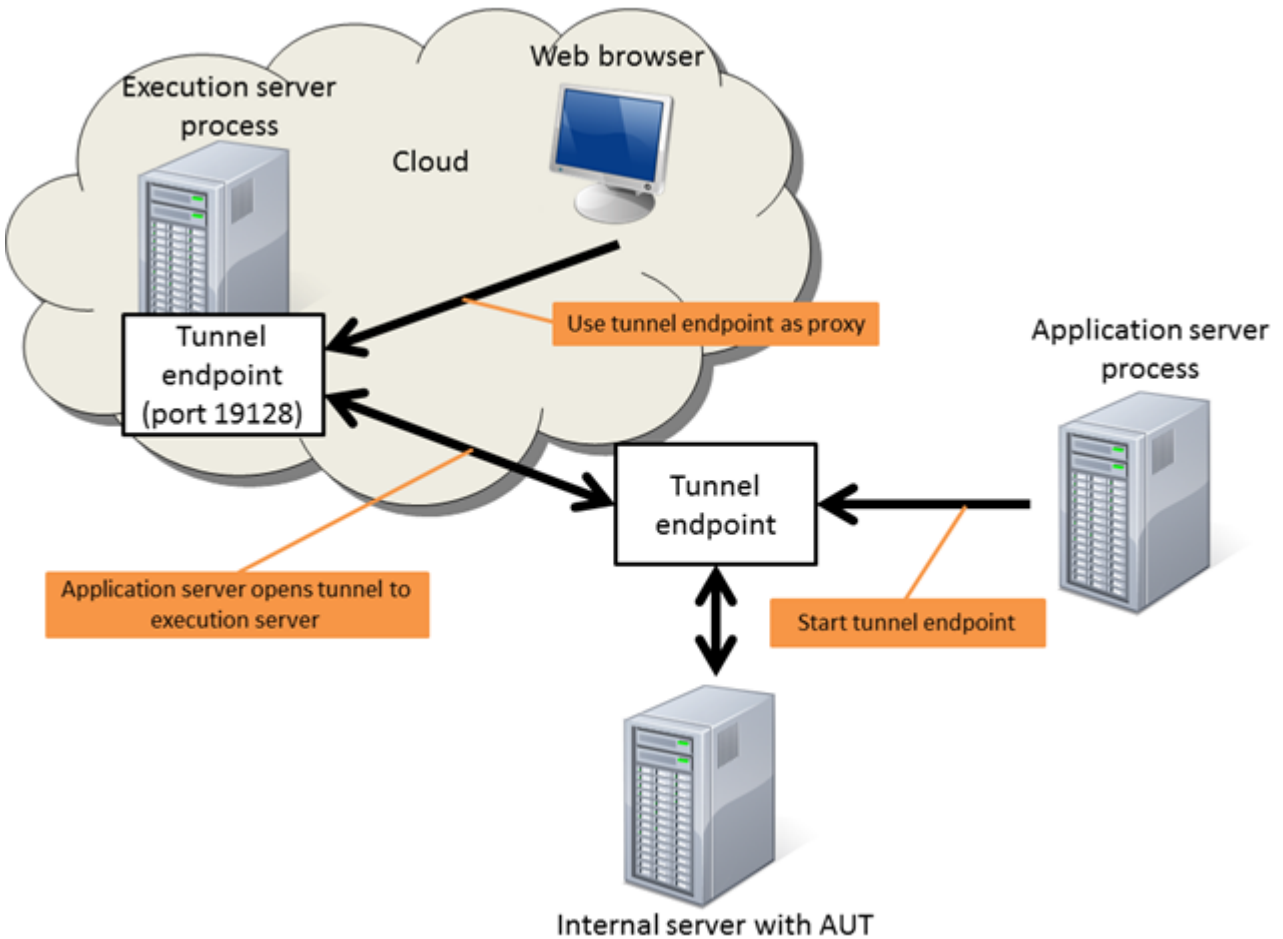 Web browser
Execution server
process
Cloud
Use tunnel endpoint as proxy
Tunnel
endpoint
(port 19128)
Application server
process
Tunnel
endpoint
Application server opens tunnel to
execution server
Start tunnel endpoint
Internal server with AUT